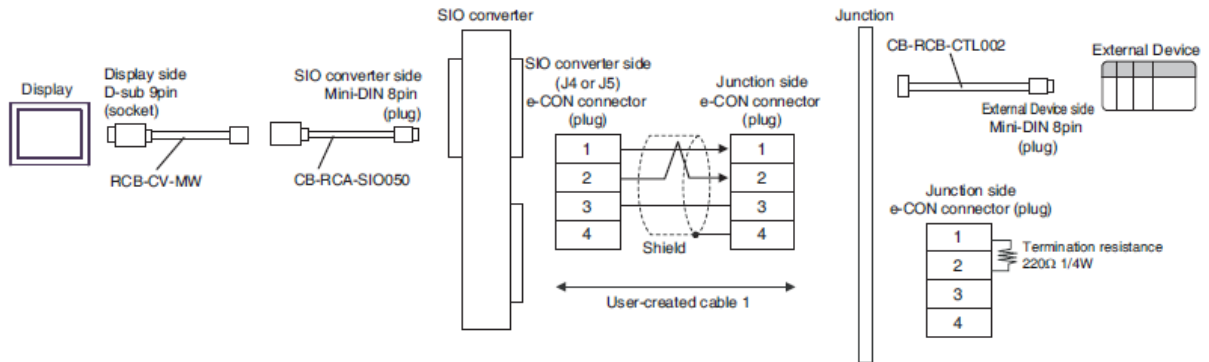 SIO converter
Junction
Display
Display side
D-sub 9pin
(socket)
RCB-CV-MW
SIO converter side
Mini-DIN 8pin
(plug)
CB-RCA-SIO050
SIO converter side
(J4 or J5)
e-CON connector
(plug)
1
2
3
4
Junction side
e-CON connector
(plug)
1
2
3
4
Shield
User-created cable 1
CB-RCB-CTL002
External Device
External Device side
Mini-DIN 8pin
(plug)
Junction side
e-CON connector (plug)
1
2
3
4
Termination resistance
220Ω 1/4W